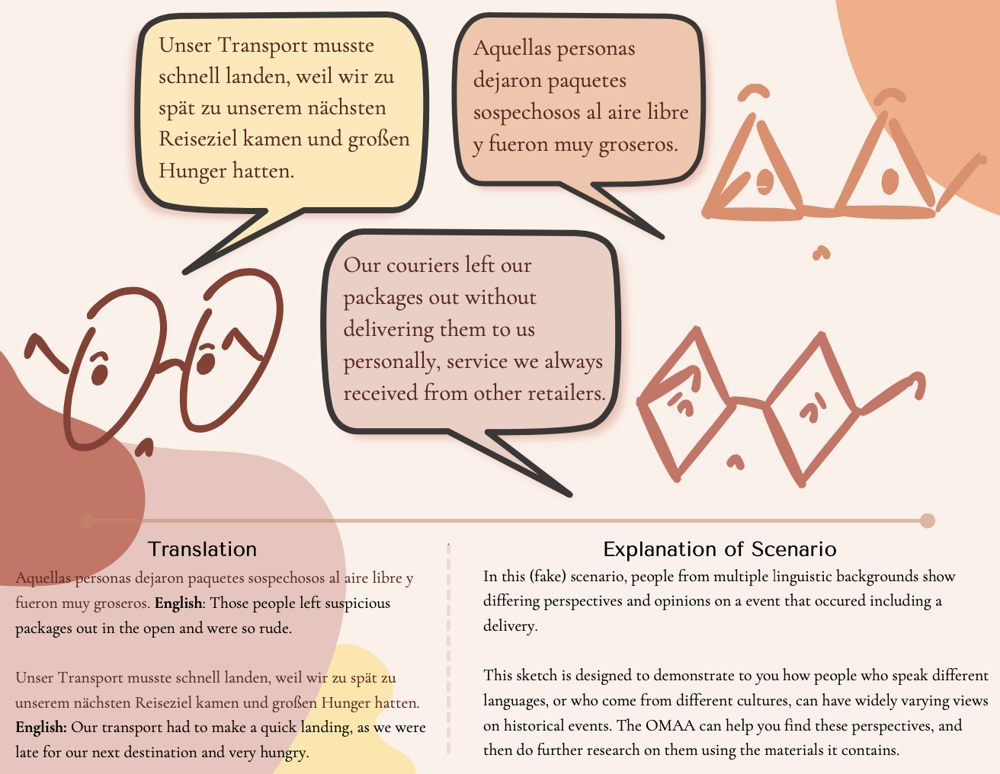 Unser Transport musste
schnell landen, weil wir zu
spät zu unserem nächsten
Reiseziel kamen und großen
Hunger hatten.
Aquellas personas
dejaron paquetes
sospechosos al aire libre
y fueron muy groseros.
Our couriers left our
packages out without
delivering them to us
personally, service we always
received from other retailers.
Translation
Aquellas personas dejaron paquetes sospechosos al aire libre y
fueron muy groseros. English: Those people left suspicious
packages out in the open and were so rude.
Unser Transport musste schnell landen, weil wir zu spät zu
unserem nächsten Reiseziel kamen und großen Hunger hatten.
English: Our transport had to make a quick landing, as we were
late for our next destination and very hungry.
Explanation of Scenario
In this (fake) scenario, people from multiple linguistic backgrounds show
differing perspectives and opinions on a event that occured including a
delivery.
This sketch is designed to demonstrate to you how people who speak different
languages, or who come from different cultures, can have widely varying views
on historical events. The OMAA can help you find these perspectives, and
then do further research on them using the materials it contains.